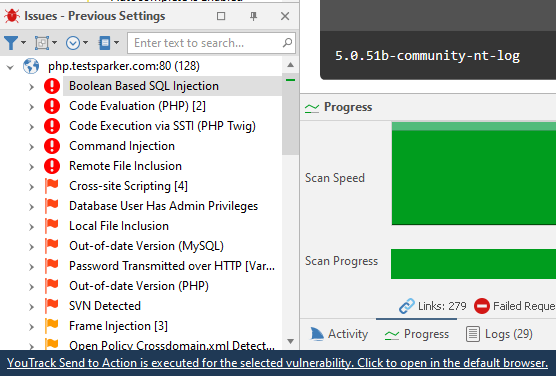 Issues - Previous Settings
Enter text to search...
php.testsparker.com:80 (128)
Boolean Based SQL Injection
Code Evaluation (PHP) [2]
Code Execution via SSTI (PHP Twig)
Command Injection
Remote File Inclusion
Cross-site Scripting [4]
Database User Has Admin Privileges
Local File Inclusion
Out-of-date Version (MySQL)
Password Transmitted over HTTP [Var...
Out-of-date Version (PHP)
SVN Detected
Frame Injection [3]
Open Policy Crossdomain.xml Detect...
5.0.51b-community-nt-log
Progress
Scan Speed
Scan Progress
Links: 279
Failed Reque
Activity
Progress
Logs (29)
YouTrack Send to Action is executed for the selected vulnerability. Click to open in the default browser.